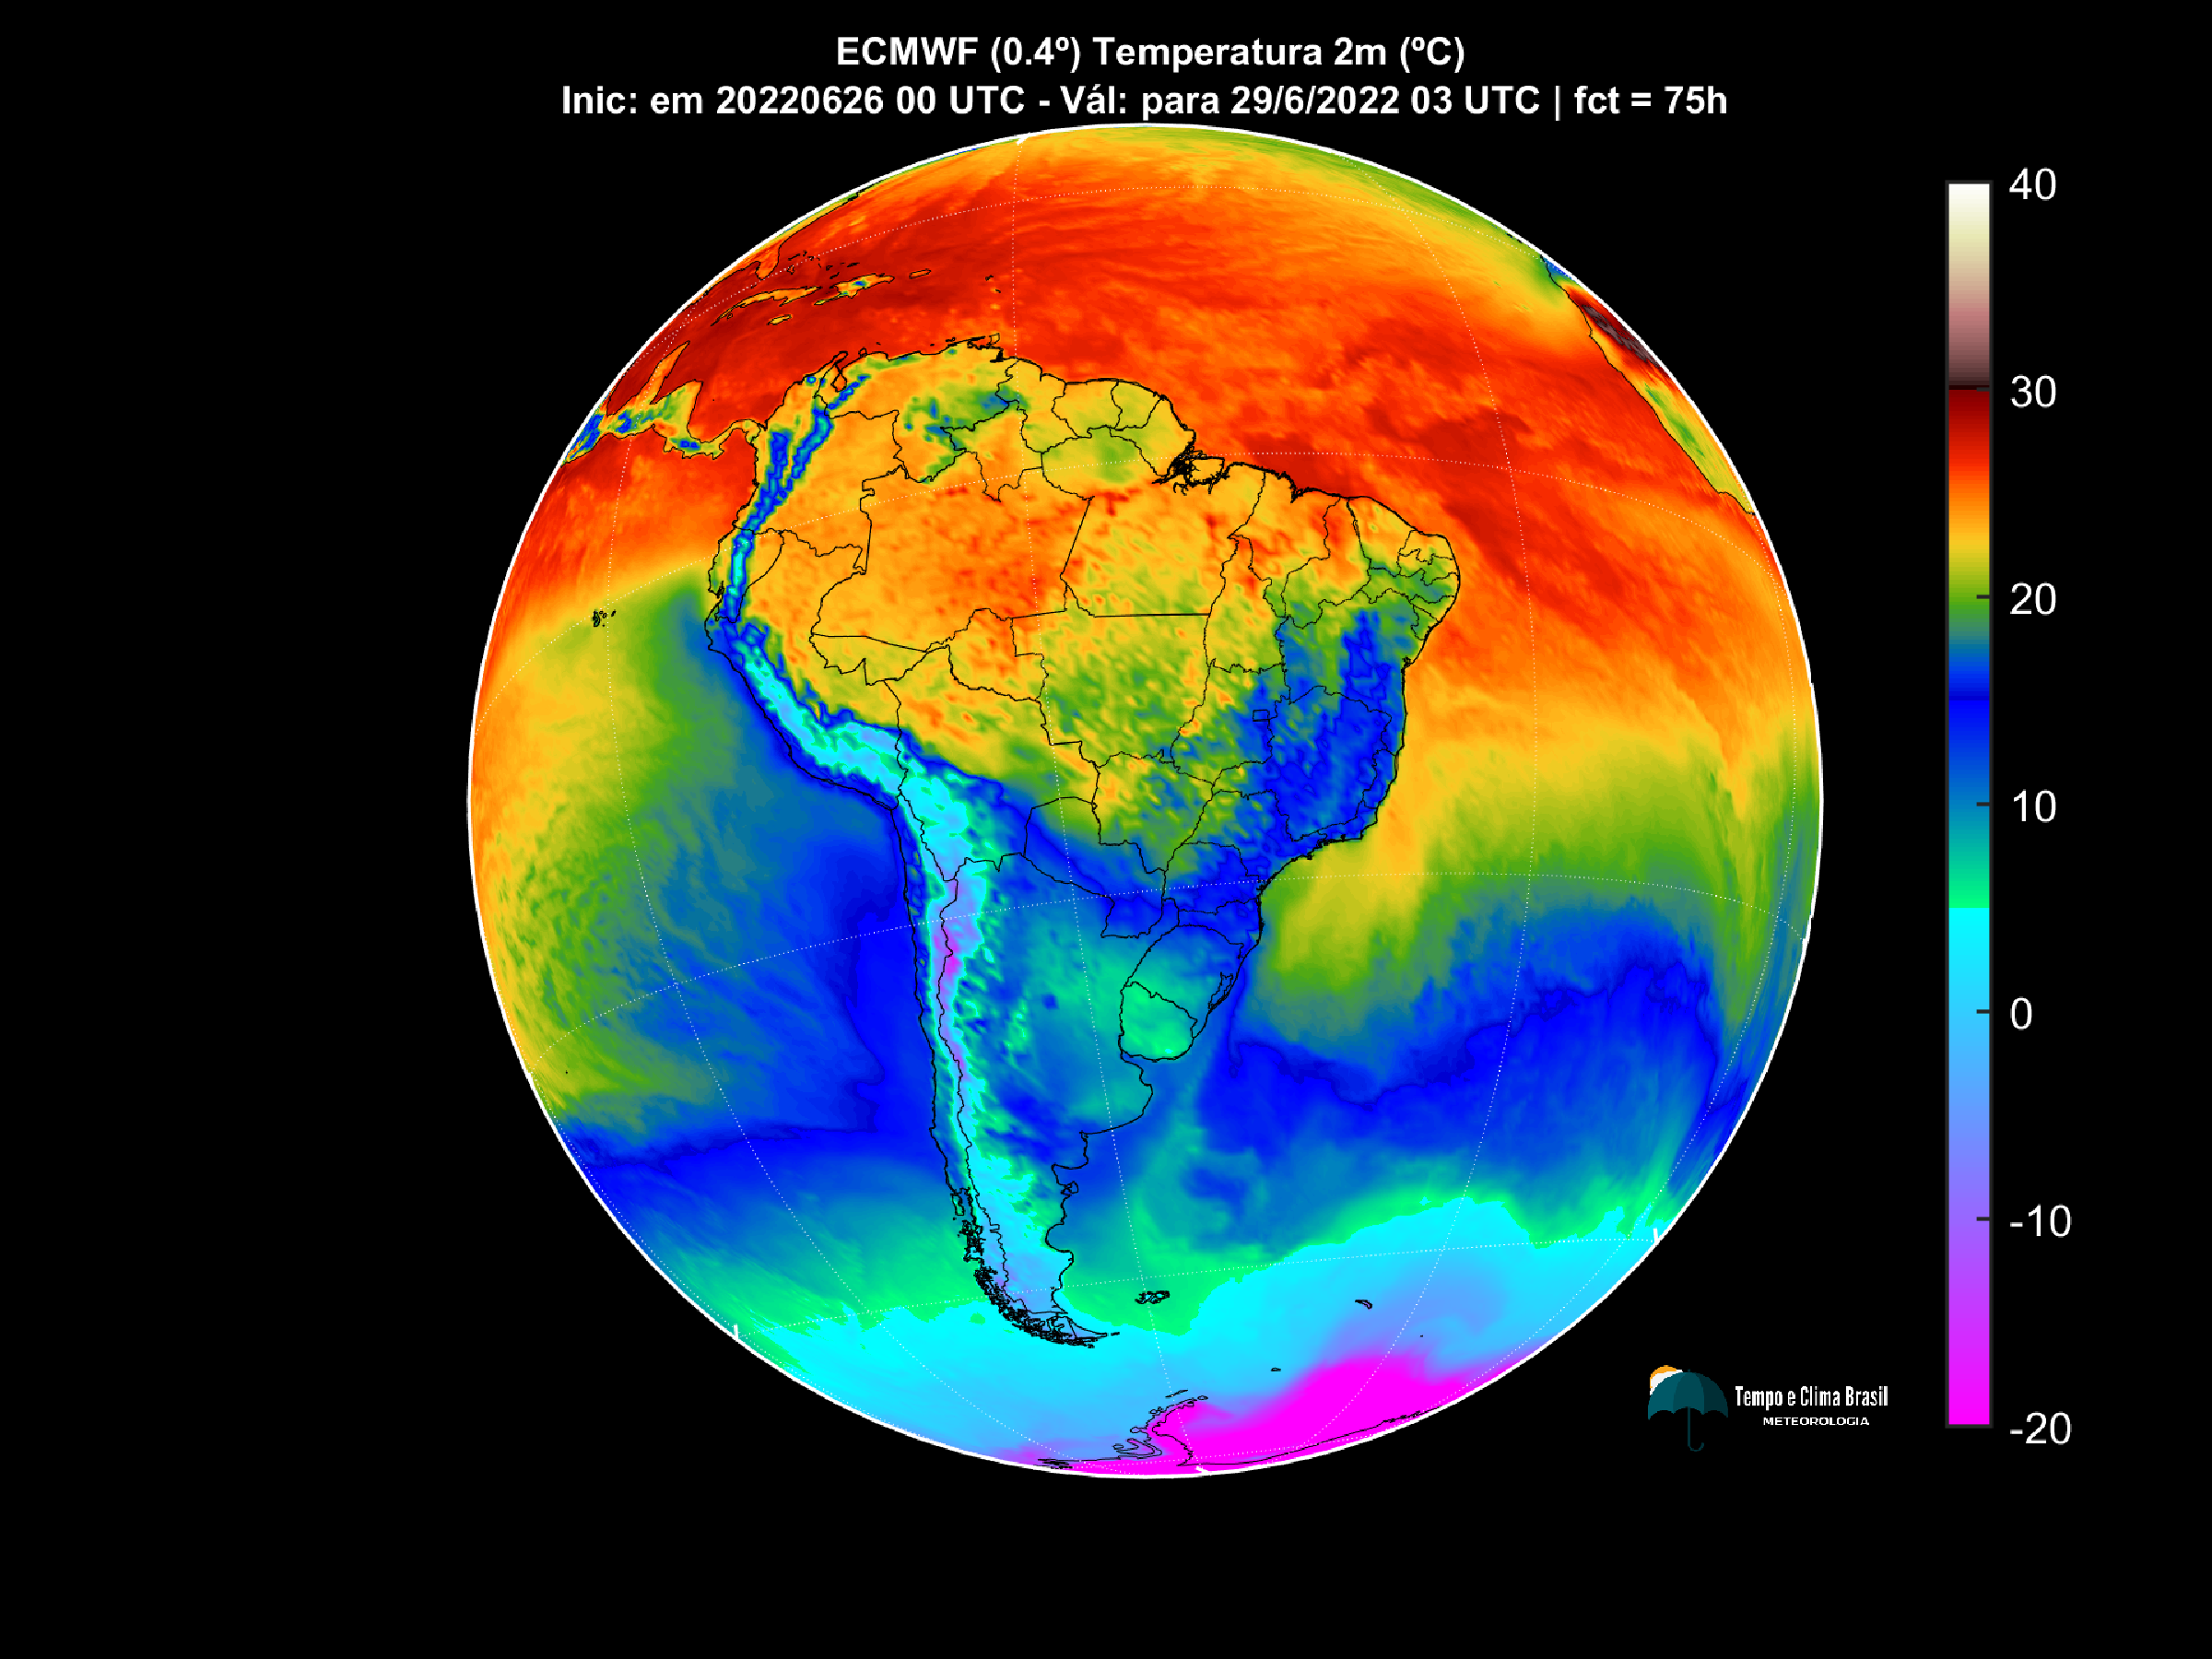 ECMWF (0.4º) Temperatura 2m (ºC)
Inic: em 20220626 00 UTC - Vál: para 29/6/2022 03 UTC | fct = 75h
40
30
20
10
0
-10
-20
Tempo e Clima Brasil
METEOROLOGIA